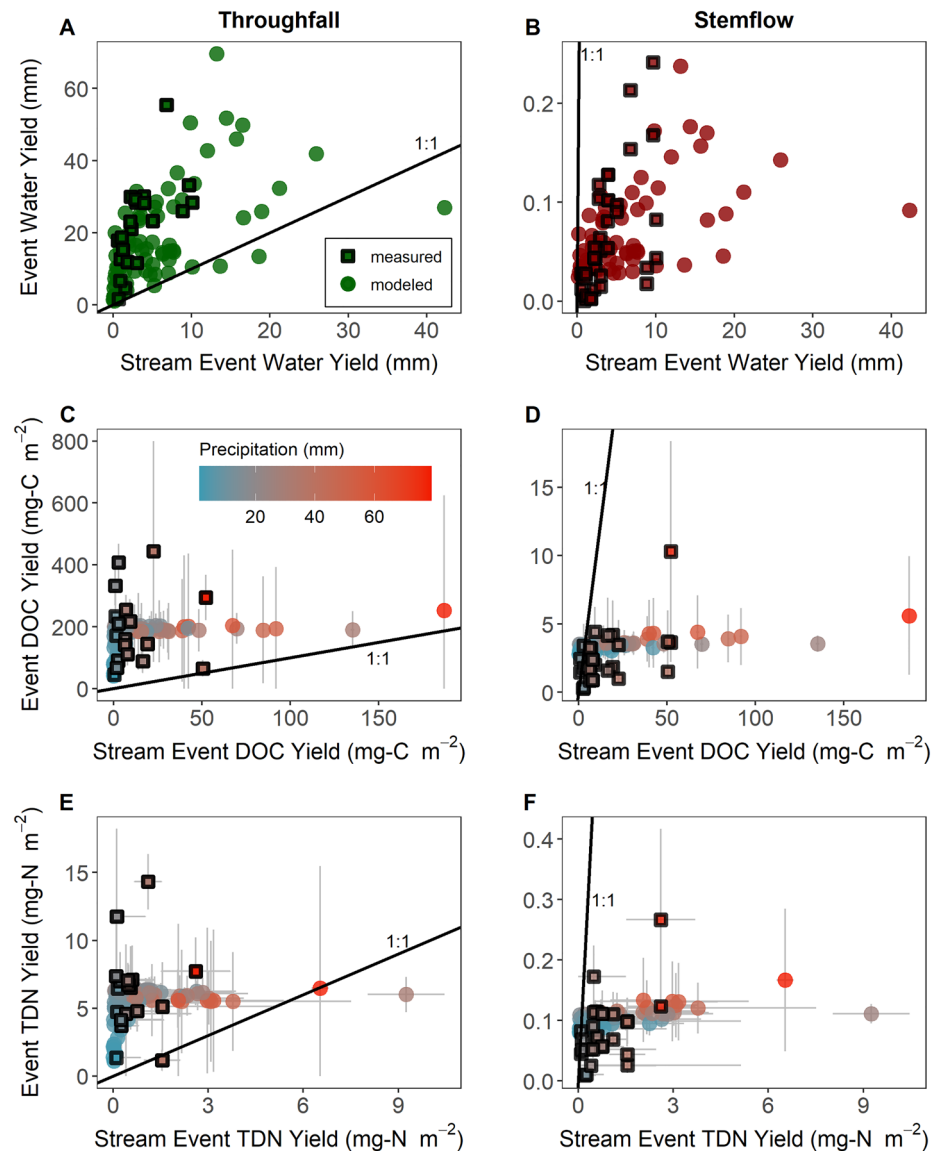 Throughfall
Stemflow
A
B
Event Water Yield (mm)
60
40
20
0
1:1
measured
modeled
0 10 20 30 40
Stream Event Water Yield (mm)
0.2
0.1
0.0
1:1
0 10 20 30 40
Stream Event Water Yield (mm)
C
D
Event DOC Yield (mg-C m⁻²)
800
600
400
200
0
Precipitation (mm)
20 40 60
1:1
0 50 100 150
Stream Event DOC Yield (mg-C m⁻²)
15
10
5
0
1:1
0 50 100 150
Stream Event DOC Yield (mg-C m⁻²)
E
F
Event TDN Yield (mg-N m⁻²)
15
10
5
0
1:1
0 3 6 9
Stream Event TDN Yield (mg-N m⁻²)
0.4
0.3
0.2
0.1
0.0
1:1
0 3 6 9
Stream Event TDN Yield (mg-N m⁻²)